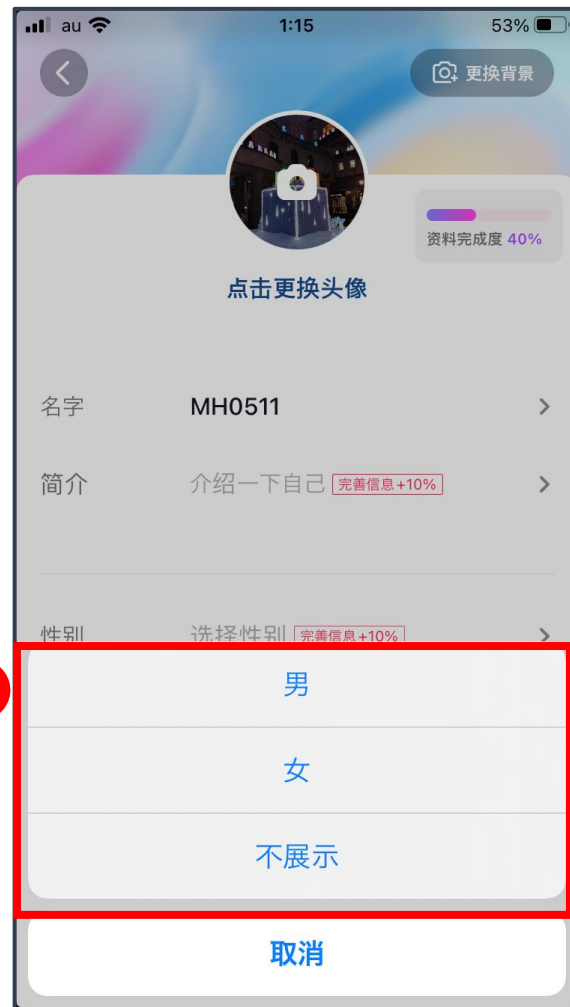 au 1:15 53%
更换背景
资料完成度 40%
点击更换头像
名字 MH0511
简介 介绍一下自己 完善信息+10%
性别 选择性别 完善信息+10%
男
女
不展示
取消